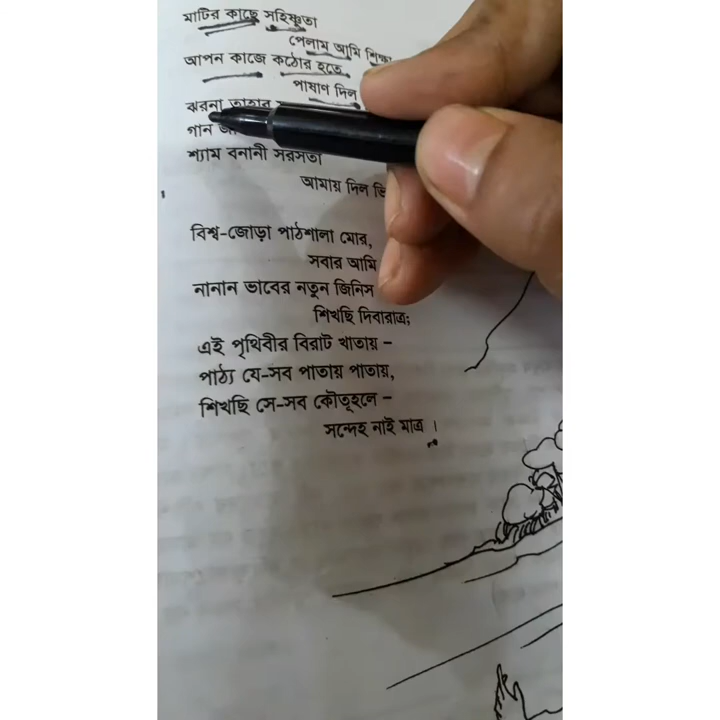 মাটির কাছে সহিষ্ণুতা
পেলাম আমি শিক্ষা
আপন কাজে কঠোর হতে
পাষাণ দিল
ঝরনা তাহার
গান
শ্যাম বনানী সরসতা
আমায় দিল
বিশ্ব-জোড়া পাঠশালা মোর,
সবার আমি
নানান ভাবের নতুন জিনিস
শিখছি দিবারাত্র;
এই পৃথিবীর বিরাট খাতায় –
পাঠ্য যে-সব পাতায় পাতায়,
শিখছি সে-সব কৌতূহলে –
সন্দেহ নাই মাত্র ।